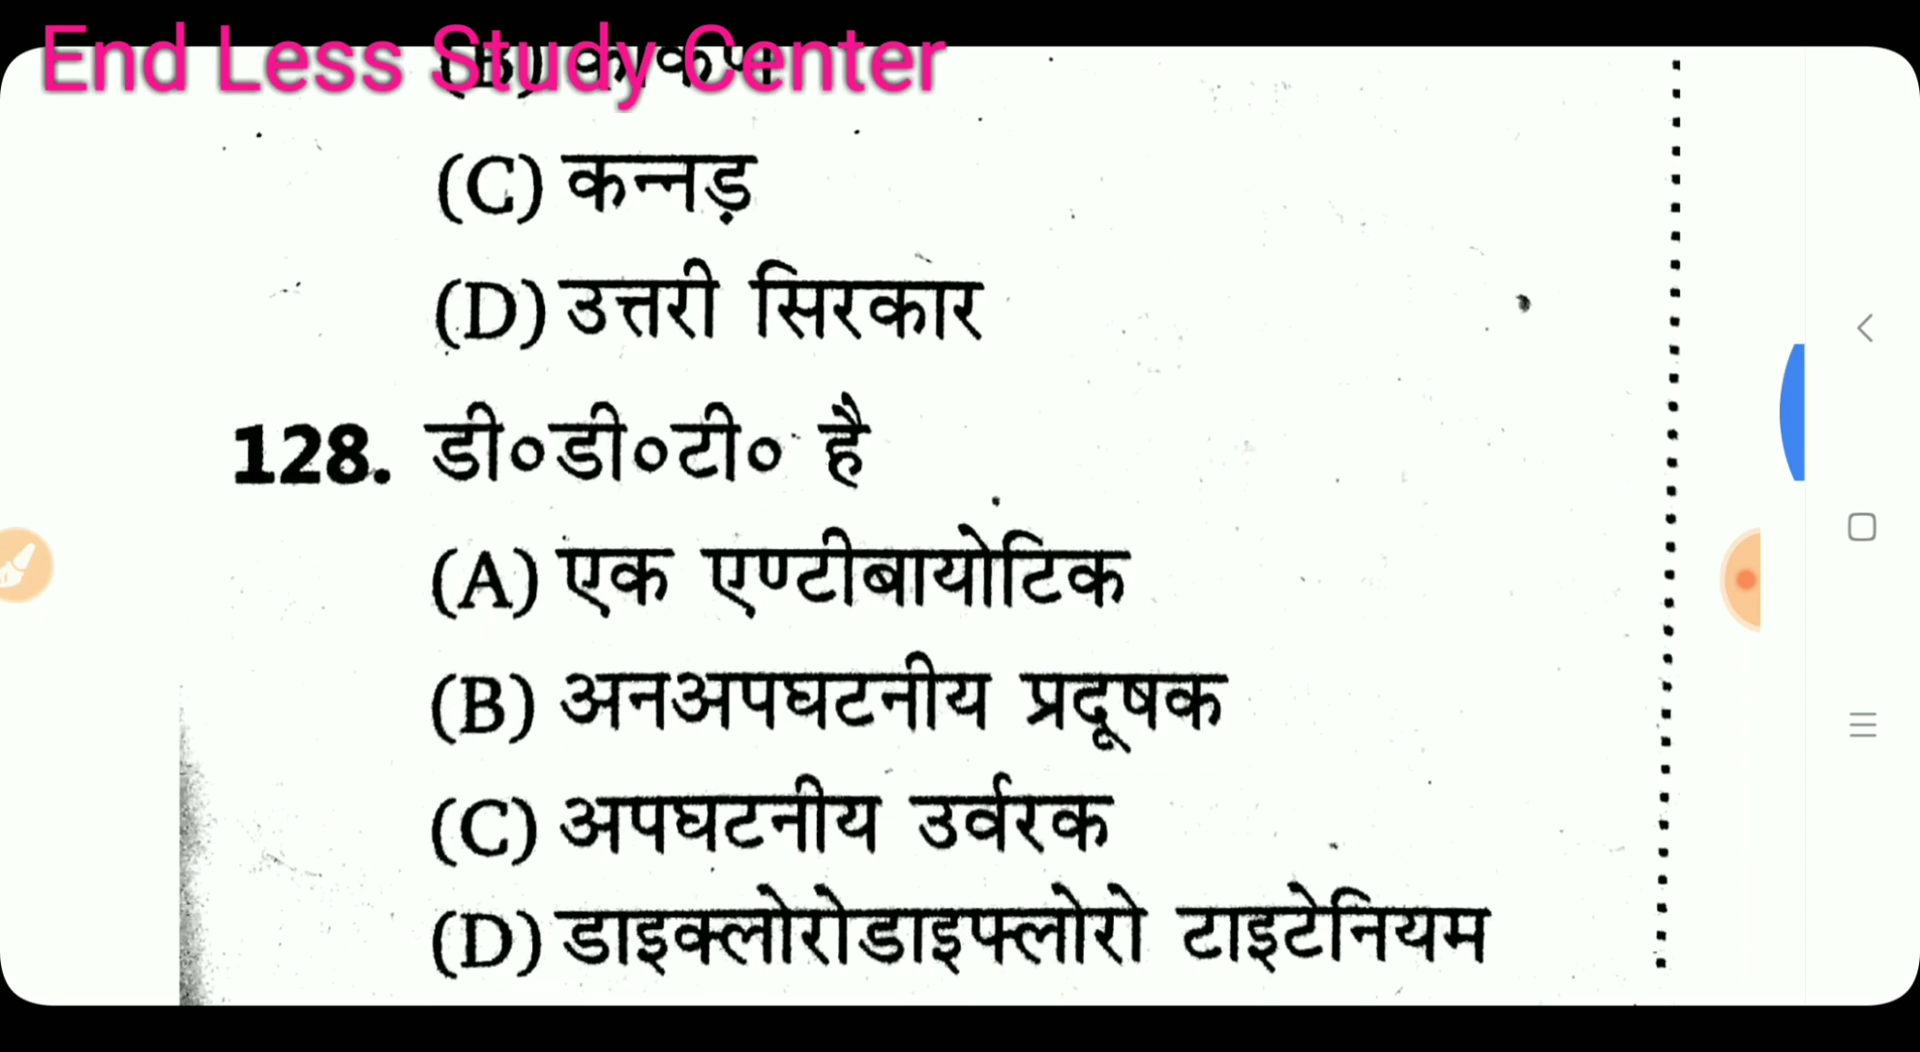 End Less Study Center
(B)
(C) कन्नड़
(D) उत्तरी सिरकार
128. डी०डी०टी० है
(A) एक एण्टीबायोटिक
(B) अनअपघटनीय प्रदूषक
(C) अपघटनीय उर्वरक
(D) डाइक्लोरोडाइफ्लोरो टाइटेनियम